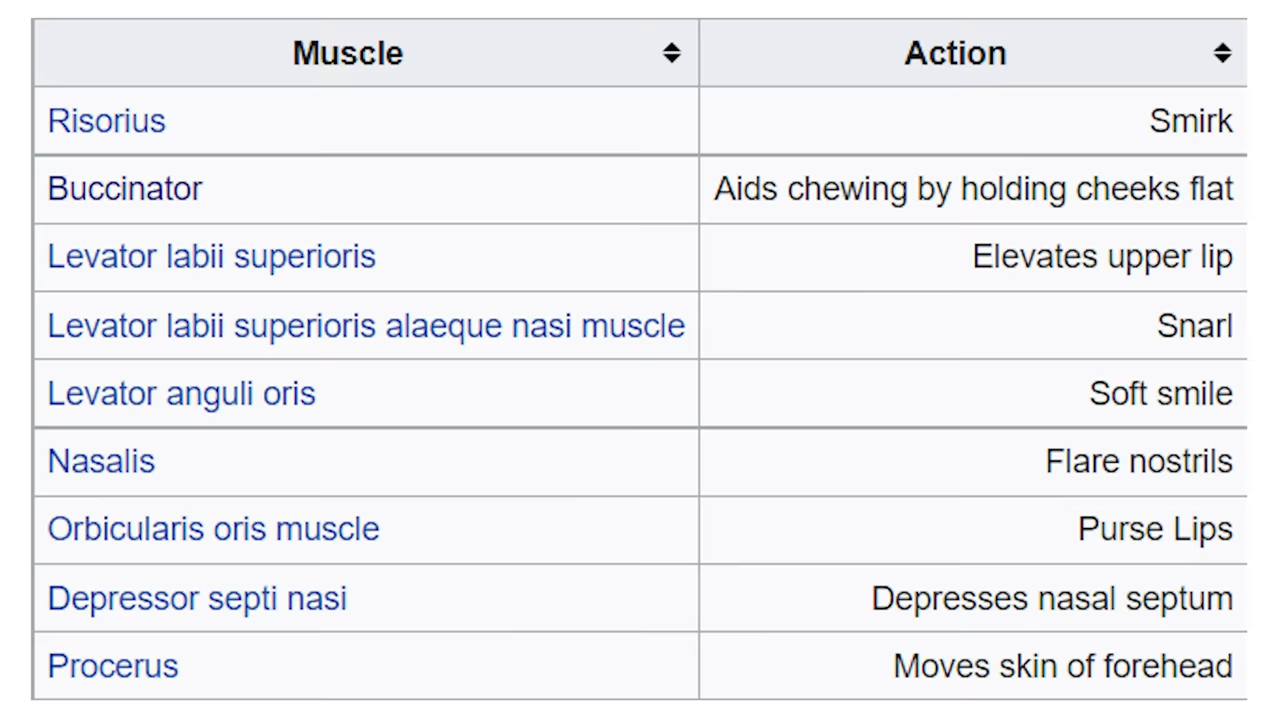 Muscle Action
Risorius Smirk
Buccinator Aids chewing by holding cheeks flat
Levator labii superioris Elevates upper lip
Levator labii superioris alaeque nasi muscle Snarl
Levator anguli oris Soft smile
Nasalis Flare nostrils
Orbicularis oris muscle Purse Lips
Depressor septi nasi Depresses nasal septum
Procerus Moves skin of forehead